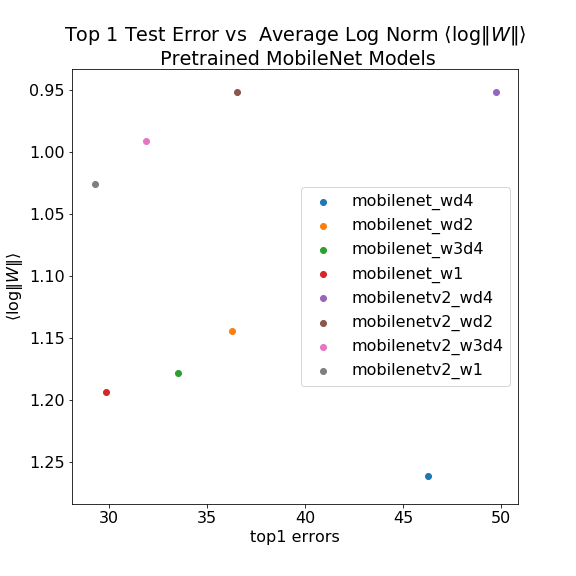 Top 1 Test Error vs  Average Log Norm ⟨log‖W‖⟩
Pretrained MobileNet Models
⟨log‖W‖⟩
0.95
1.00
1.05
1.10
1.15
1.20
1.25
mobilenet_wd4
mobilenet_wd2
mobilenet_w3d4
mobilenet_w1
mobilenetv2_wd4
mobilenetv2_wd2
mobilenetv2_w3d4
mobilenetv2_w1
30 35 40 45 50
top1 errors